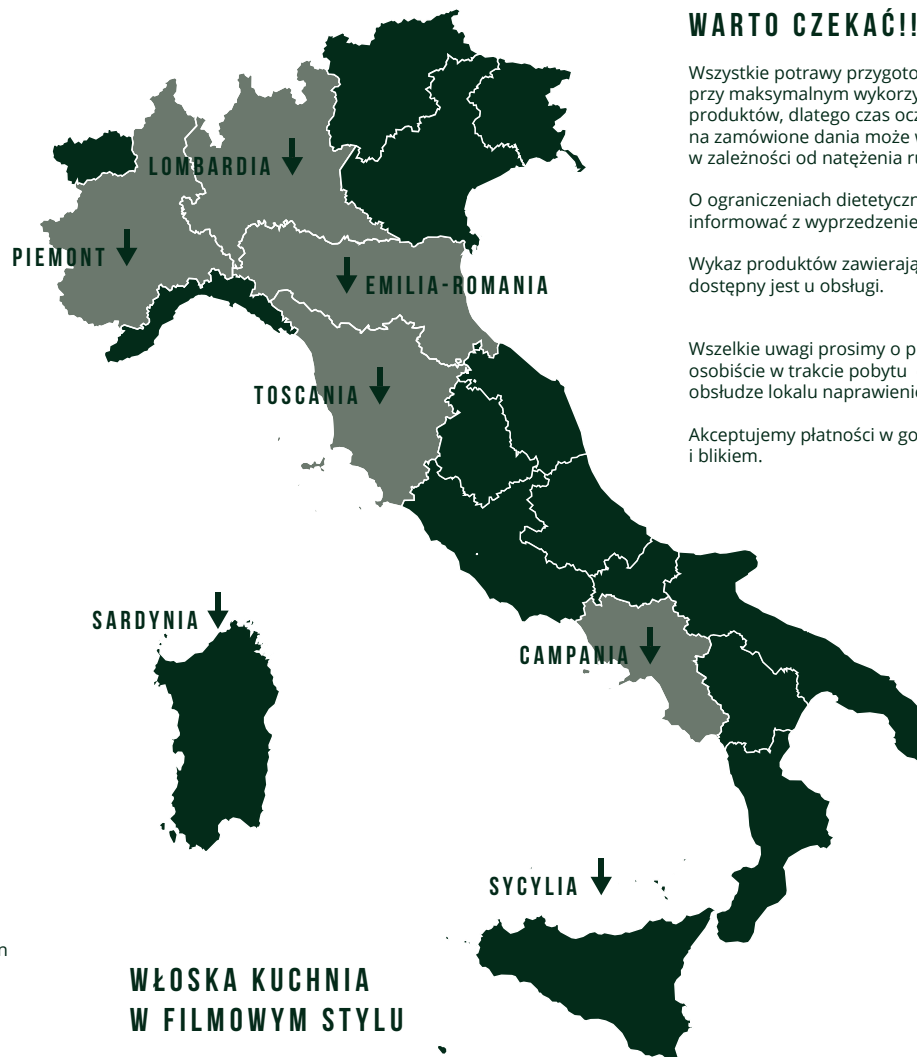 WARTO CZEKAĆ!!
Wszystkie potrawy
przy maksymalnym
produktów, dlatego czas
na zamówione dania może
w zależności od natężenia
O ograniczeniach
informować z
Wykaz produktów
dostępny jest u obsługi.
Wszelkie uwagi prosimy o
osobiście w trakcie pobytu
obsłudze lokalu
Akceptujemy płatności w
i blikiem.
LOMBARDIA
PIEMONT
EMILIA-ROMANIA
TOSCANIA
SARDYNIA
CAMPANIA
SYCYLIA
WŁOSKA KUCHNIA
W FILMOWYM STYLU